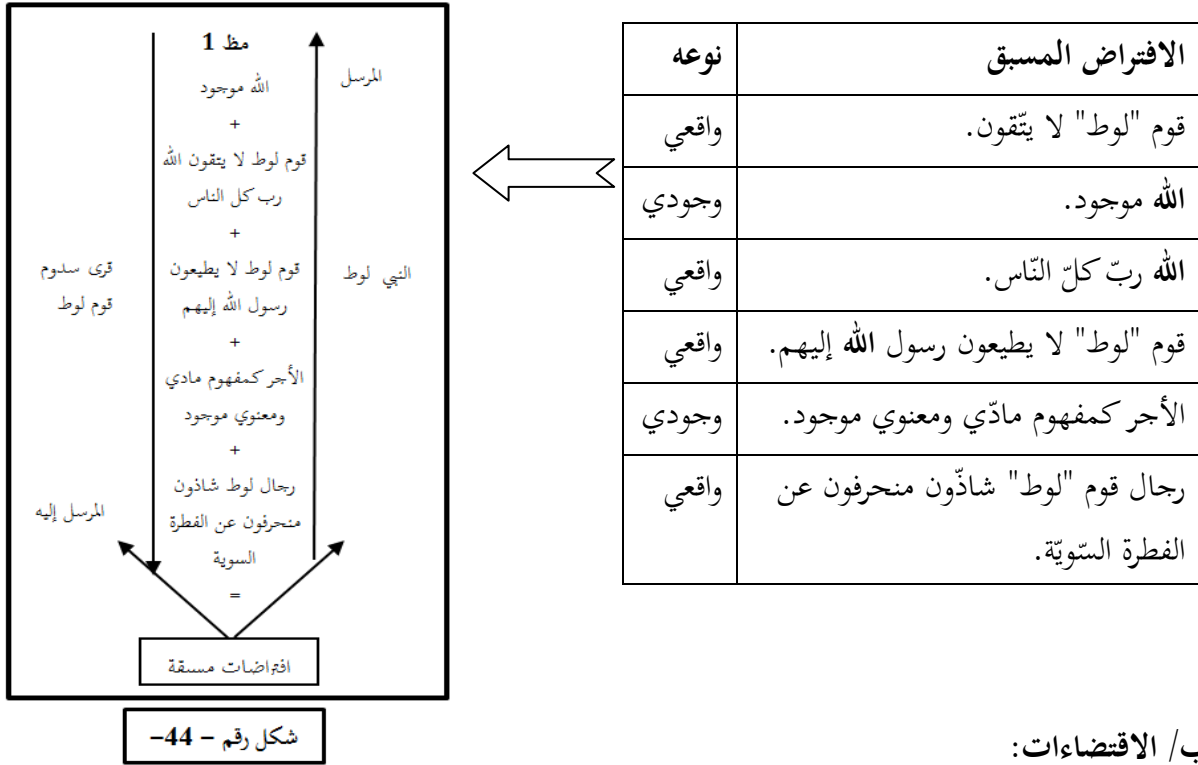 الافتراض المسبق
نوعه
قوم "لوط" لا يتّقون.
واقعي
الله موجود.
وجودي
الله ربّ كلّ النّاس.
واقعي
قوم "لوط" لا يطيعون رسول الله إليهم.
واقعي
الأجر كمفهوم مادّي ومعنوي موجود.
وجودي
رجال قوم "لوط" شاذّون منحرفون عن
واقعي
الفطرة السّويّة.
مظ 1
المرسل
الله موجود
+
قوم لوط لا يتقون الله
رب كل الناس
+
النبي لوط
قوم لوط لا يطيعون
قرى سدوم
رسول الله إليهم
قوم لوط
+
الأجر كمفهوم مادي
ومعنوي موجود
+
رجال لوط شاذون
منحرفون عن الفطرة
المرسل إليه
السوية
=
افتراضات مسبقة
شكل رقم – 44–
ب/ الاقتضاءات: